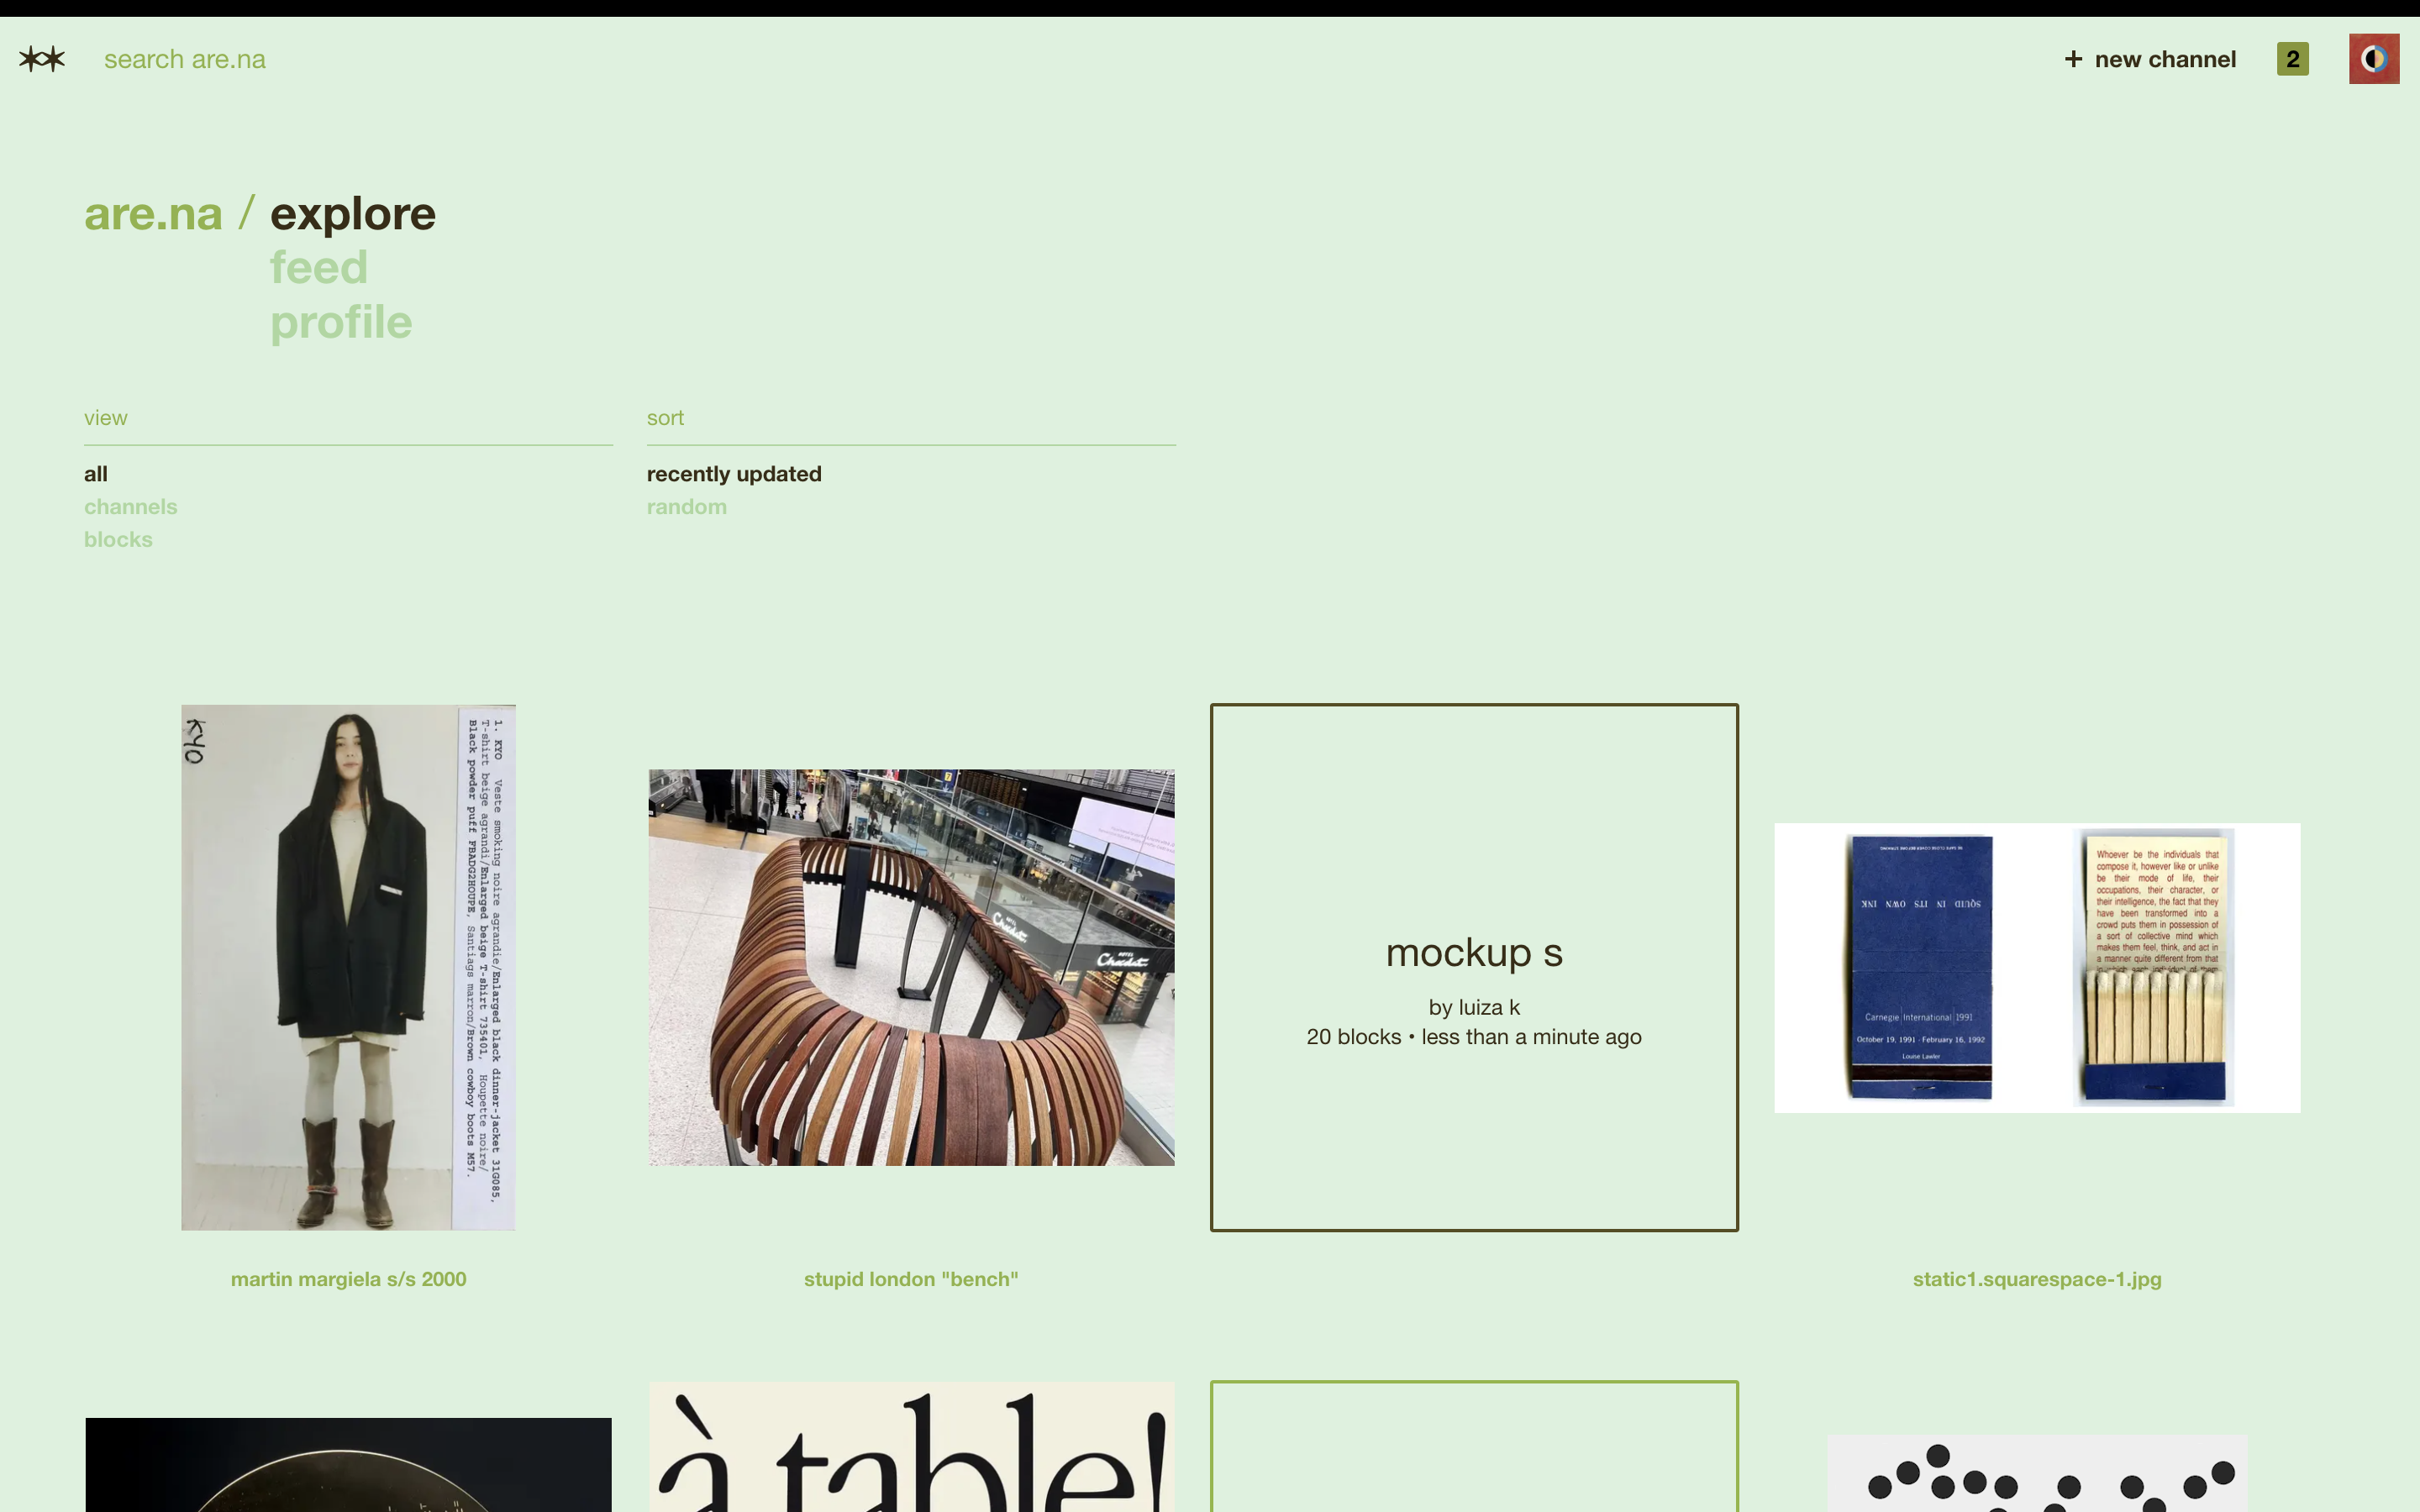 search are.na
+ new channel
2
are.na / explore
feed
profile
view
sort
all
channels
blocks
recently updated
random
KYO
1. KYO Veste smoking noire agrandie/Enlarged black dinner-jacket 31G085,
T-shirt beige agrandi/Enlarged beige T-shirt 735401, Houpette noire/
Black powder puff FBADG2HOUPE, Santiags marron/Brown cowboy boots M57.
martin margiela s/s 2000
HOTEL
Chocolat
HOTEL
Chocolat
stupid london "bench"
mockup s
by luiza k
20 blocks • less than a minute ago
SQUID IN ITS OWN INK
Carnegie International 1991
October 19, 1991 - February 16, 1992
Louise Lawler
Whoever be the individuals that
compose it, however like or unlike
be their mode of life, their
occupations, their character, or
their intelligence, the fact that they
have been transformed into a
crowd puts them in possession of
a sort of collective mind which
makes them feel, think, and act in
a manner quite different from that
static1.squarespace-1.jpg
à table!